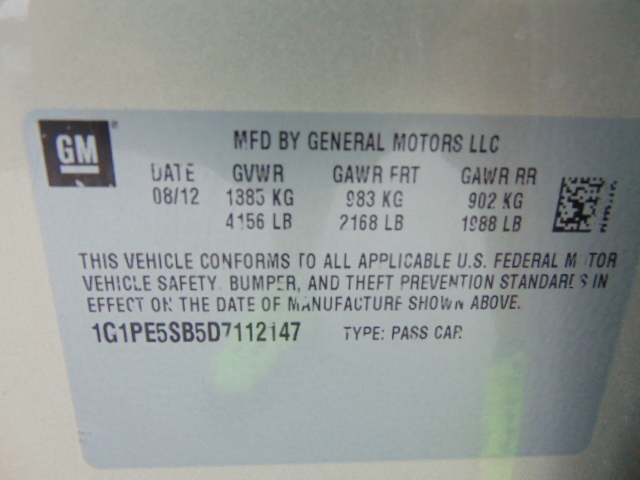 GM ® MFD BY GENERAL MOTORS LLC
DATE GVWR GAWR FRT GAWR RR
08/12 1385 KG 983 KG 902 KG
4156 LB 2168 LB 1988 LB
THIS VEHICLE CONFORMS TO ALL APPLICABLE U.S. FEDERAL MOTOR
VEHICLE SAFETY, BUMPER, AND THEFT PREVENTION STANDARDS IN
EFFECT ON THE DATE OF MANUFACTURE SHOWN ABOVE.
1G1PE5SB5D7112147 TYPE: PASS CAR